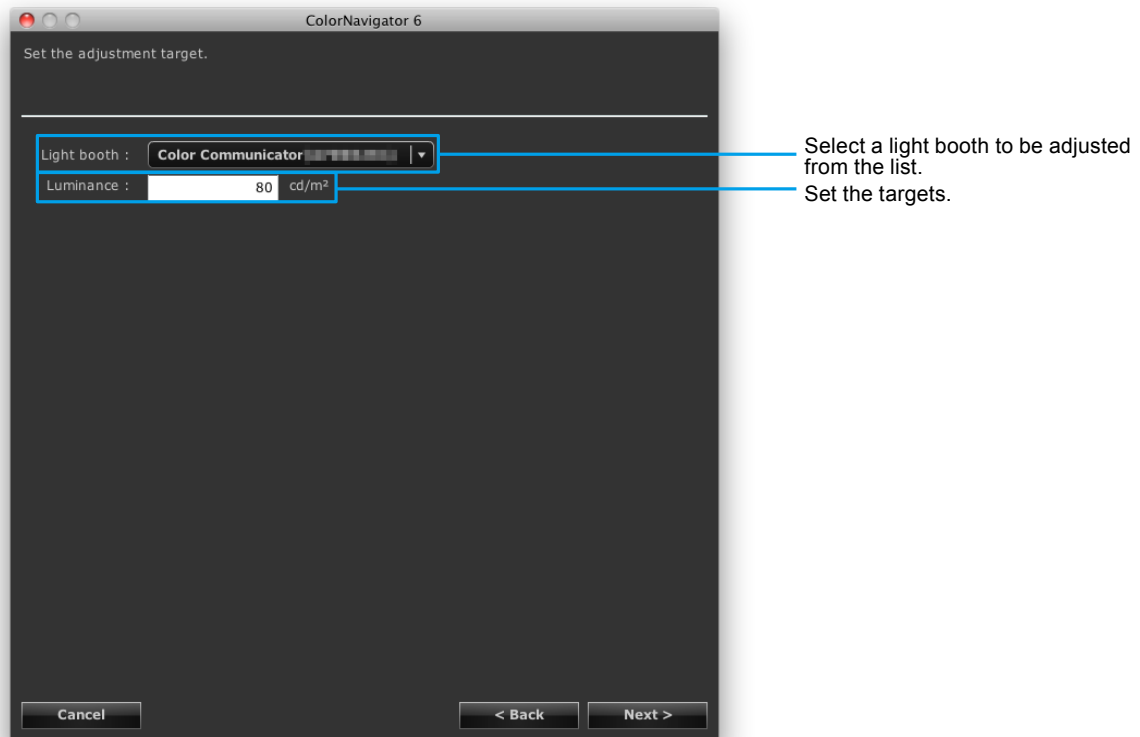 ColorNavigator 6
Set the adjustment target.
Light booth : Color Communicator
Select a light booth to be adjusted
from the list.
Luminance : 80 cd/m²
Set the targets.
Cancel < Back Next >